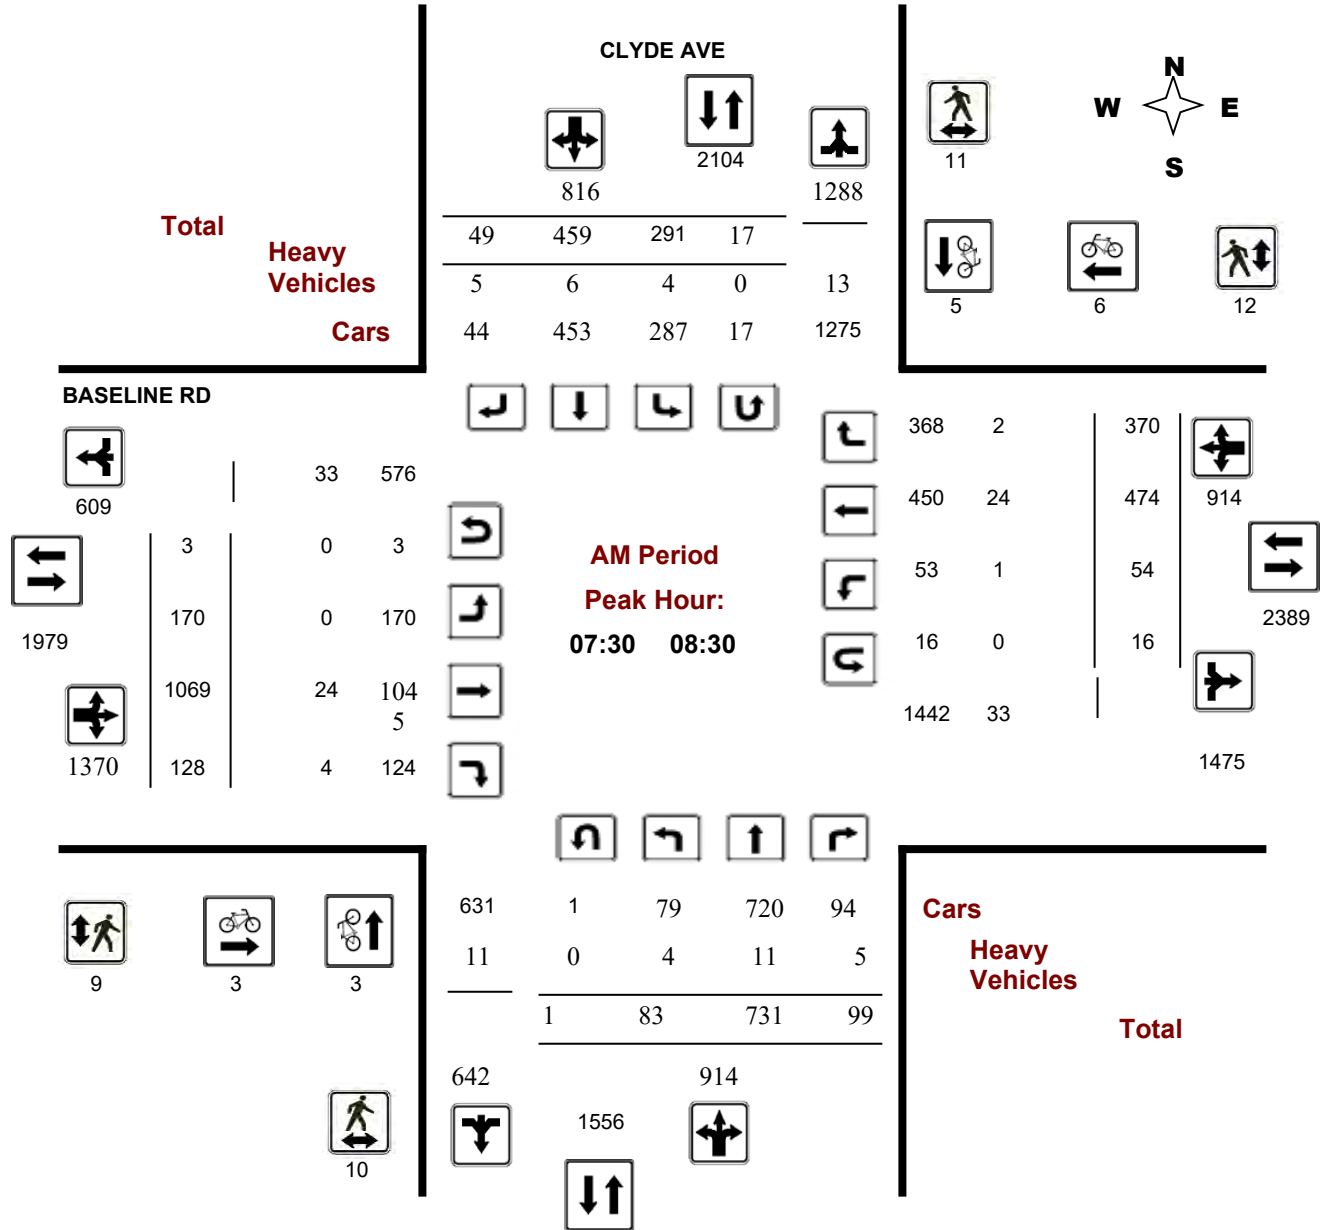 CLYDE AVE
N
W E
S
2104
11
816 1288
Total 49 459 291 17
Heavy
Vehicles 5 6 4 0 13
5 6 12
Cars 44 453 287 17 1275
BASELINE RD
368 2 370
33 576
609
450 24 474 914
3 0 3
AM Period
53 1 54
Peak Hour:
170 0 170
2389
1979
07:30 08:30
16 0 16
1069 24 104
5
1442 33
1370 128 4 124
1475
631 1 79 720 94 Cars
11 0 4 11 5 Heavy
Vehicles
9 3 3
1 83 731 99 Total
642 914
1556
10